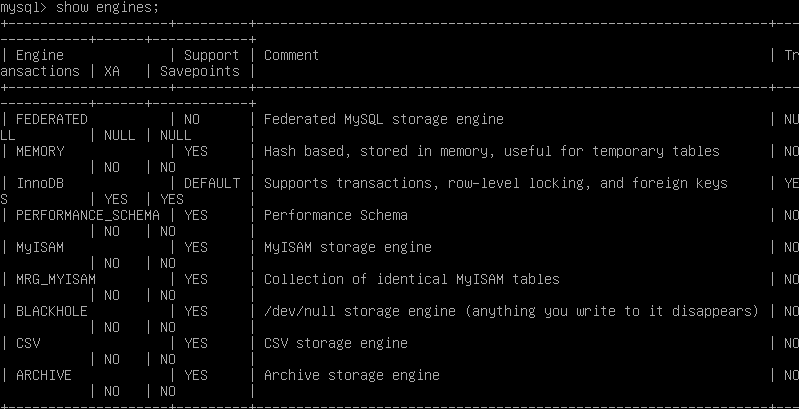 mysql> show engines;
+--------------------+---------+----------------------------------------------------------------+---
-----------+------+------------+
| Engine | Support | Comment | Tr
ansactions | XA | Savepoints |
+--------------------+---------+----------------------------------------------------------------+---
-----------+------+------------+
| FEDERATED | NO | Federated MySQL storage engine | NU
LL | NULL | NULL |
| MEMORY | YES | Hash based, stored in memory, useful for temporary tables | NO
| NO | NO |
| InnoDB | DEFAULT | Supports transactions, row-level locking, and foreign keys | YE
S | YES | YES |
| PERFORMANCE_SCHEMA | YES | Performance Schema | NO
| NO | NO |
| MyISAM | YES | MyISAM storage engine | NO
| NO | NO |
| MRG_MYISAM | YES | Collection of identical MyISAM tables | NO
| NO | NO |
| BLACKHOLE | YES | /dev/null storage engine (anything you write to it disappears) | NO
| NO | NO |
| CSV | YES | CSV storage engine | NO
| NO | NO |
| ARCHIVE | YES | Archive storage engine | NO
| NO | NO |
+--------------------+---------+----------------------------------------------------------------+---